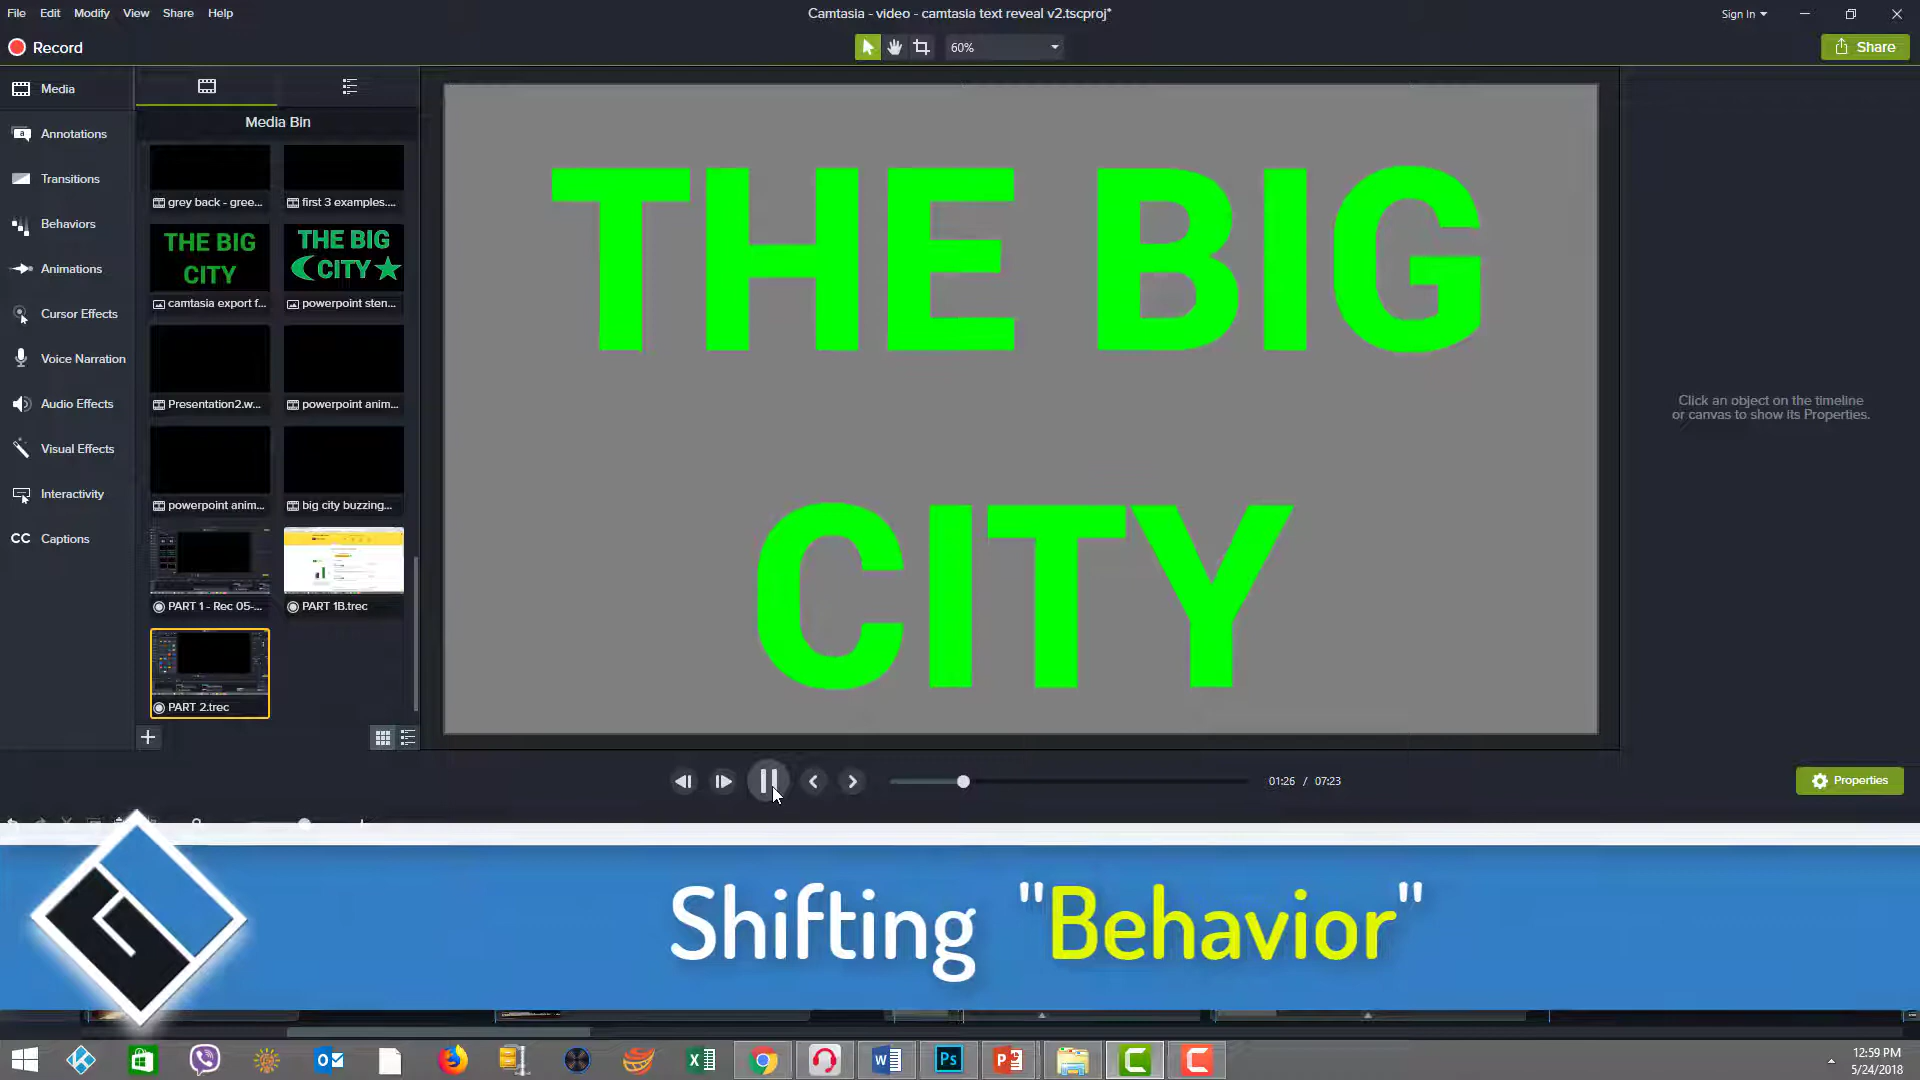 File Edit Modify View Share Help
Camtasia - video - camtasia text reveal v2.tscproj*
Sign In
Record
60%
Share
Media
Annotations
Transitions
Behaviors
Animations
Cursor Effects
Voice Narration
Audio Effects
Visual Effects
Interactivity
CC Captions
Media Bin
grey back - gree...
first 3 examples....
THE BIG
CITY
THE BIG
CITY
camtasia export f...
powerpoint sten...
Presentation2.w...
powerpoint anim...
powerpoint anim...
big city buzzing...
PART 1 - Rec 05-...
PART 1B.trec
PART 2.trec
THE BIG
CITY
Click an object on the timeline
or canvas to show its Properties.
01:26 / 07:23
Properties
Shifting "Behavior"
12:59 PM
5/24/2018